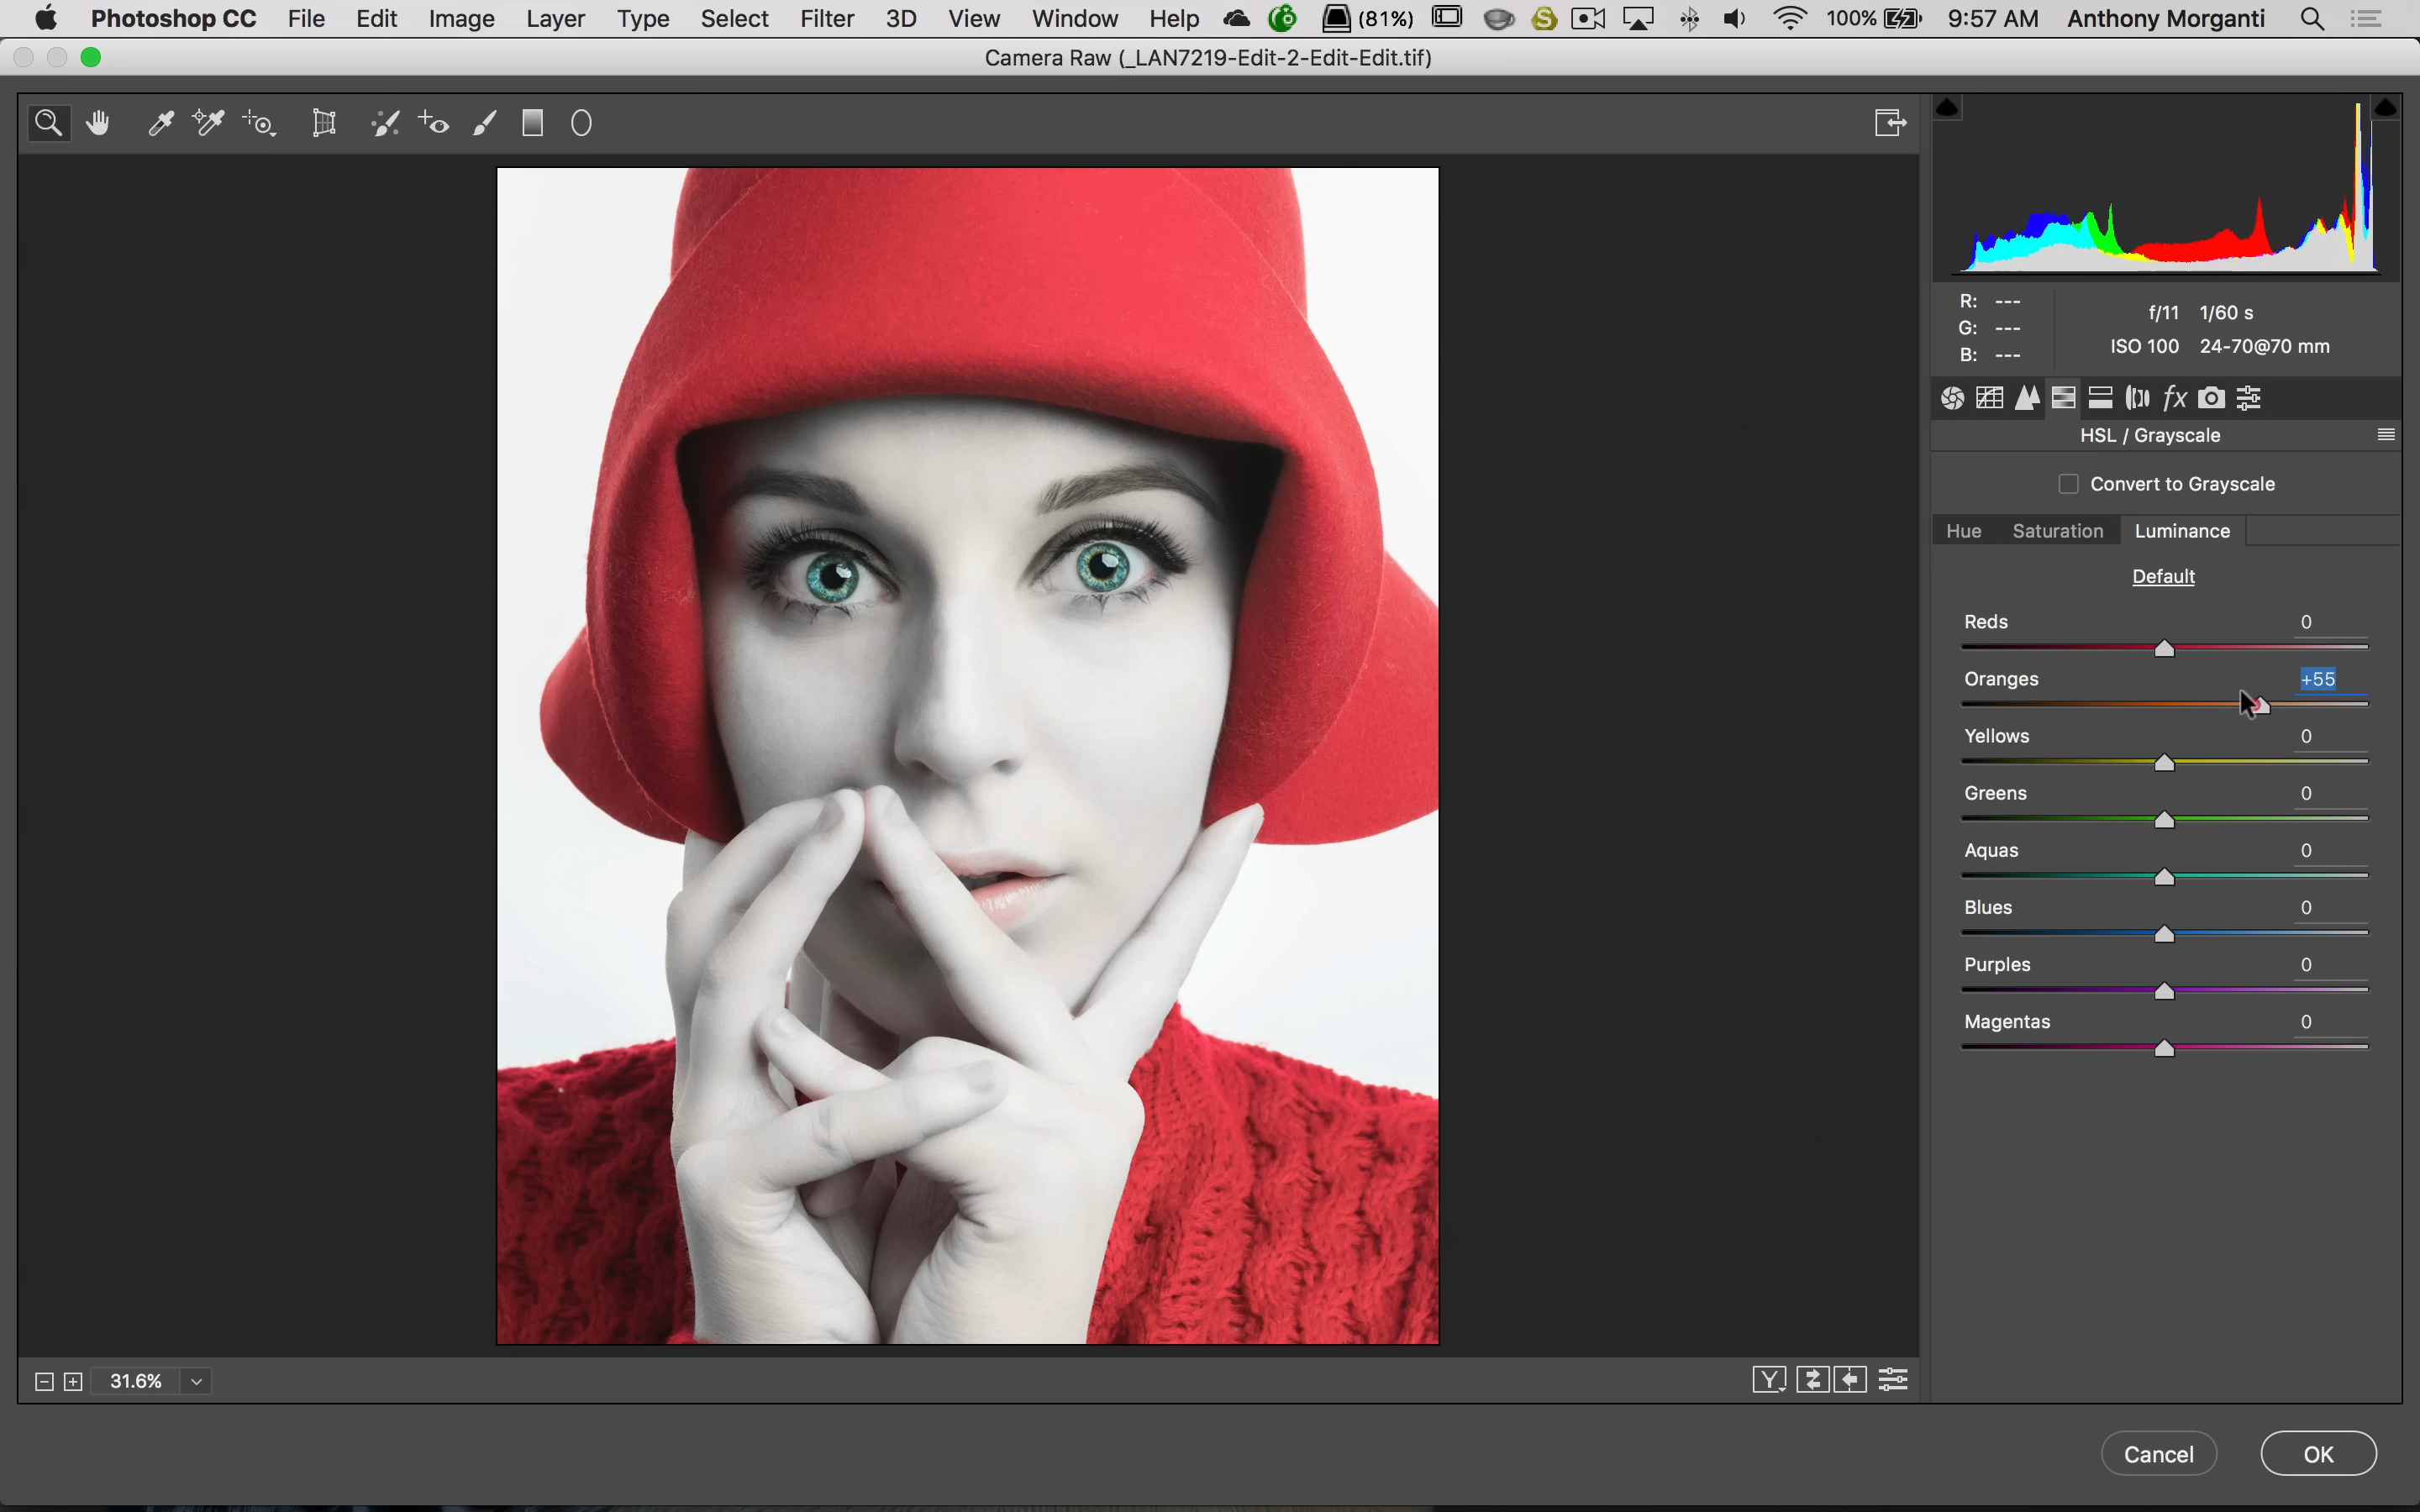 Photoshop CC File Edit Image Layer Type Select Filter 3D View Window Help (81%) 100% 9:57 AM Anthony Morganti
Camera Raw (_LAN7219-Edit-2-Edit-Edit.tif)
R: ---
G: ---
B: ---
f/11 1/60 s
ISO 100 24-70@70 mm
fx
HSL / Grayscale
Convert to Grayscale
Hue Saturation Luminance
Default
Reds 0
Oranges +55
Yellows 0
Greens 0
Aquas 0
Blues 0
Purples 0
Magentas 0
31.6% Y
Cancel OK